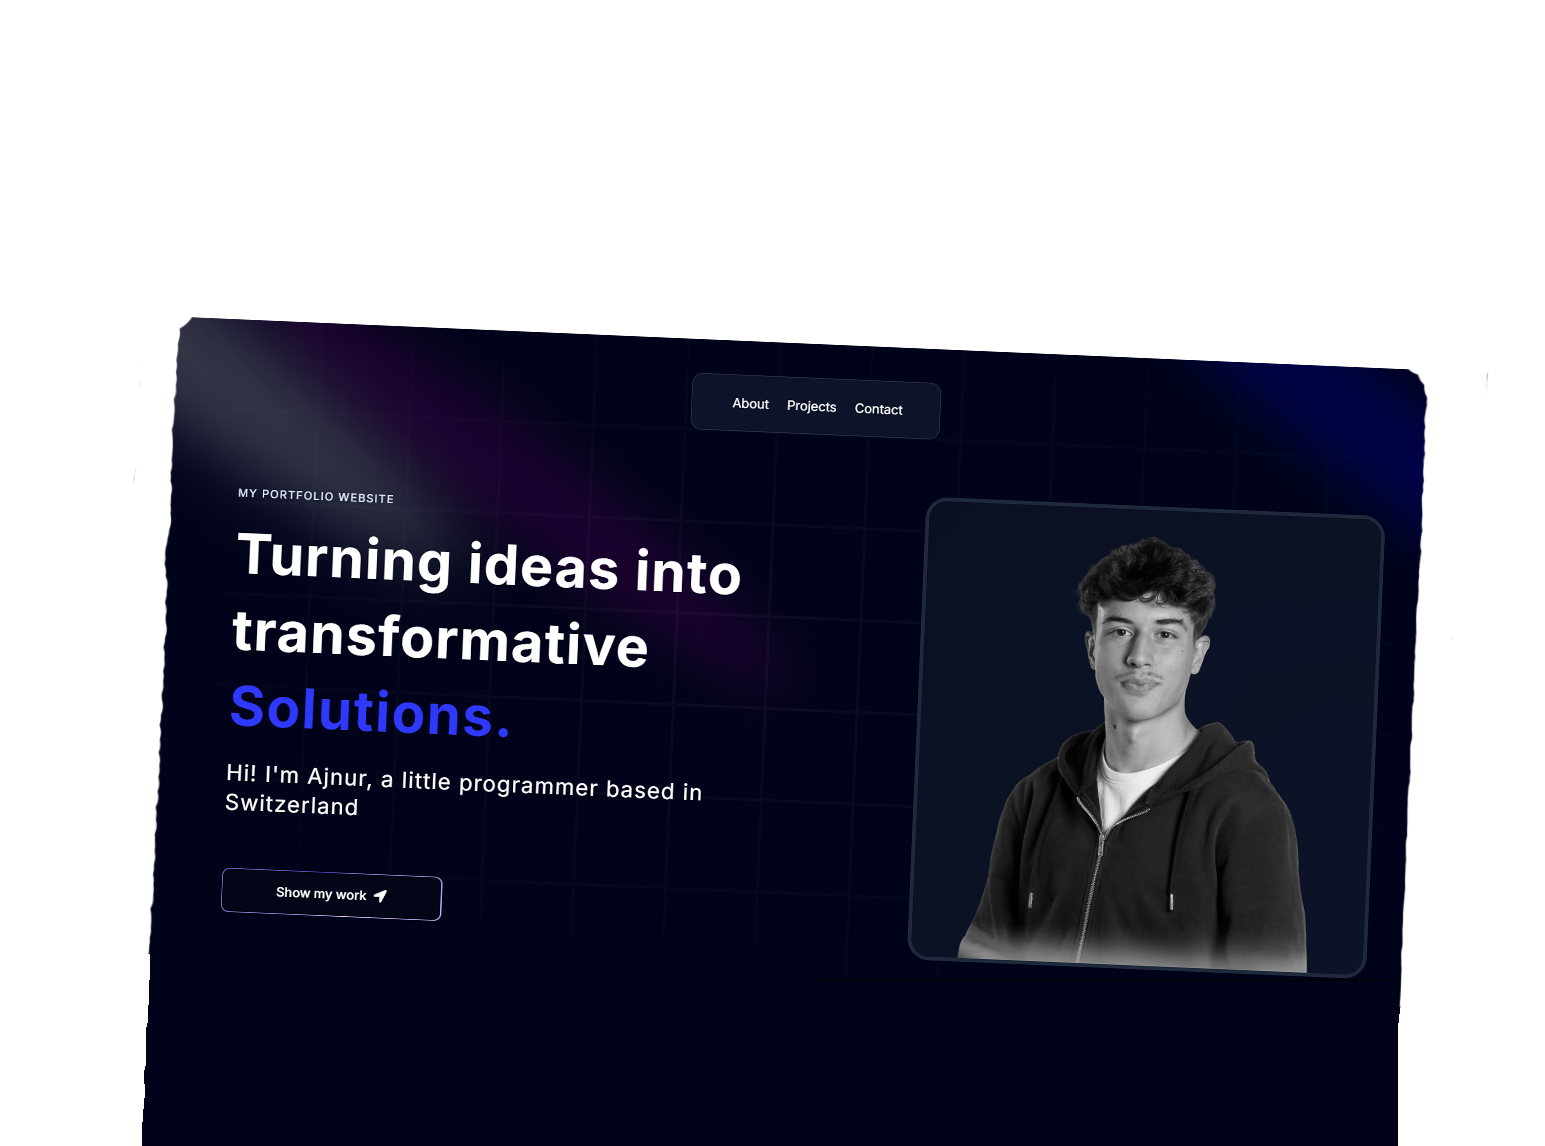 About Projects Contact
MY PORTFOLIO WEBSITE
Turning ideas into
transformative
Solutions.
Hi! I'm Ajnur, a little programmer based in
Switzerland
Show my work